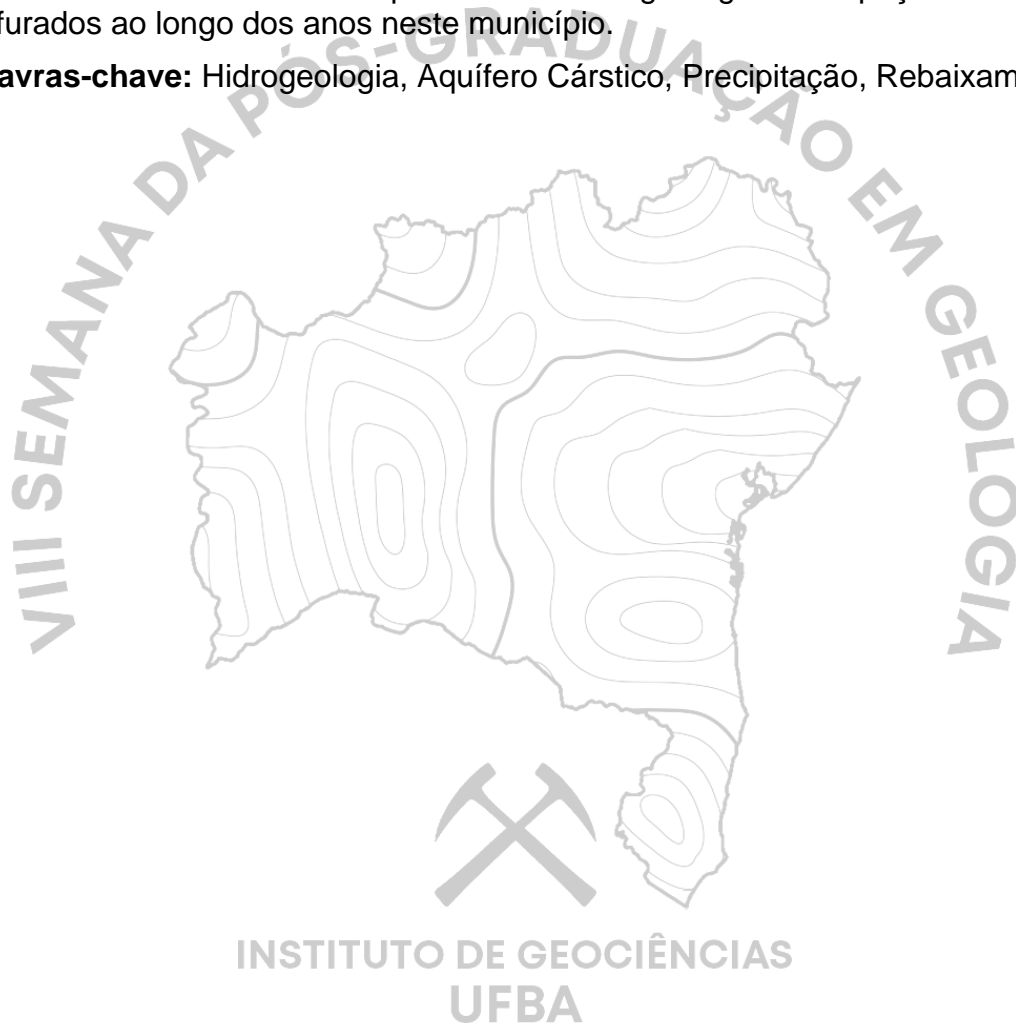 furados ao longo dos anos neste município.
avras-chave: Hidrogeologia, Aquífero Cárstico, Precipitação, Rebaixam
VIII SEMANA DA PÓS-GRADUAÇÃO EM GEOLOGIA
INSTITUTO DE GEOCIÊNCIAS
UFBA